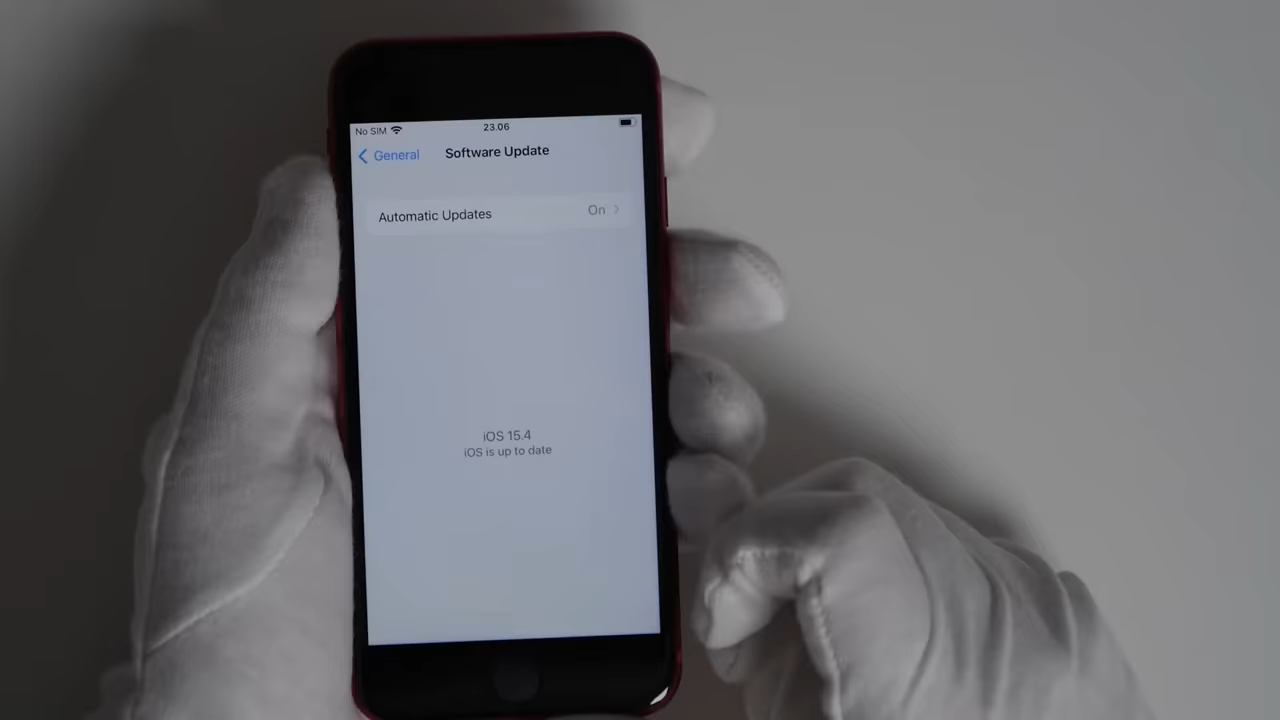 No SIM 23.06
General Software Update
Automatic Updates On
iOS 15.4
iOS is up to date